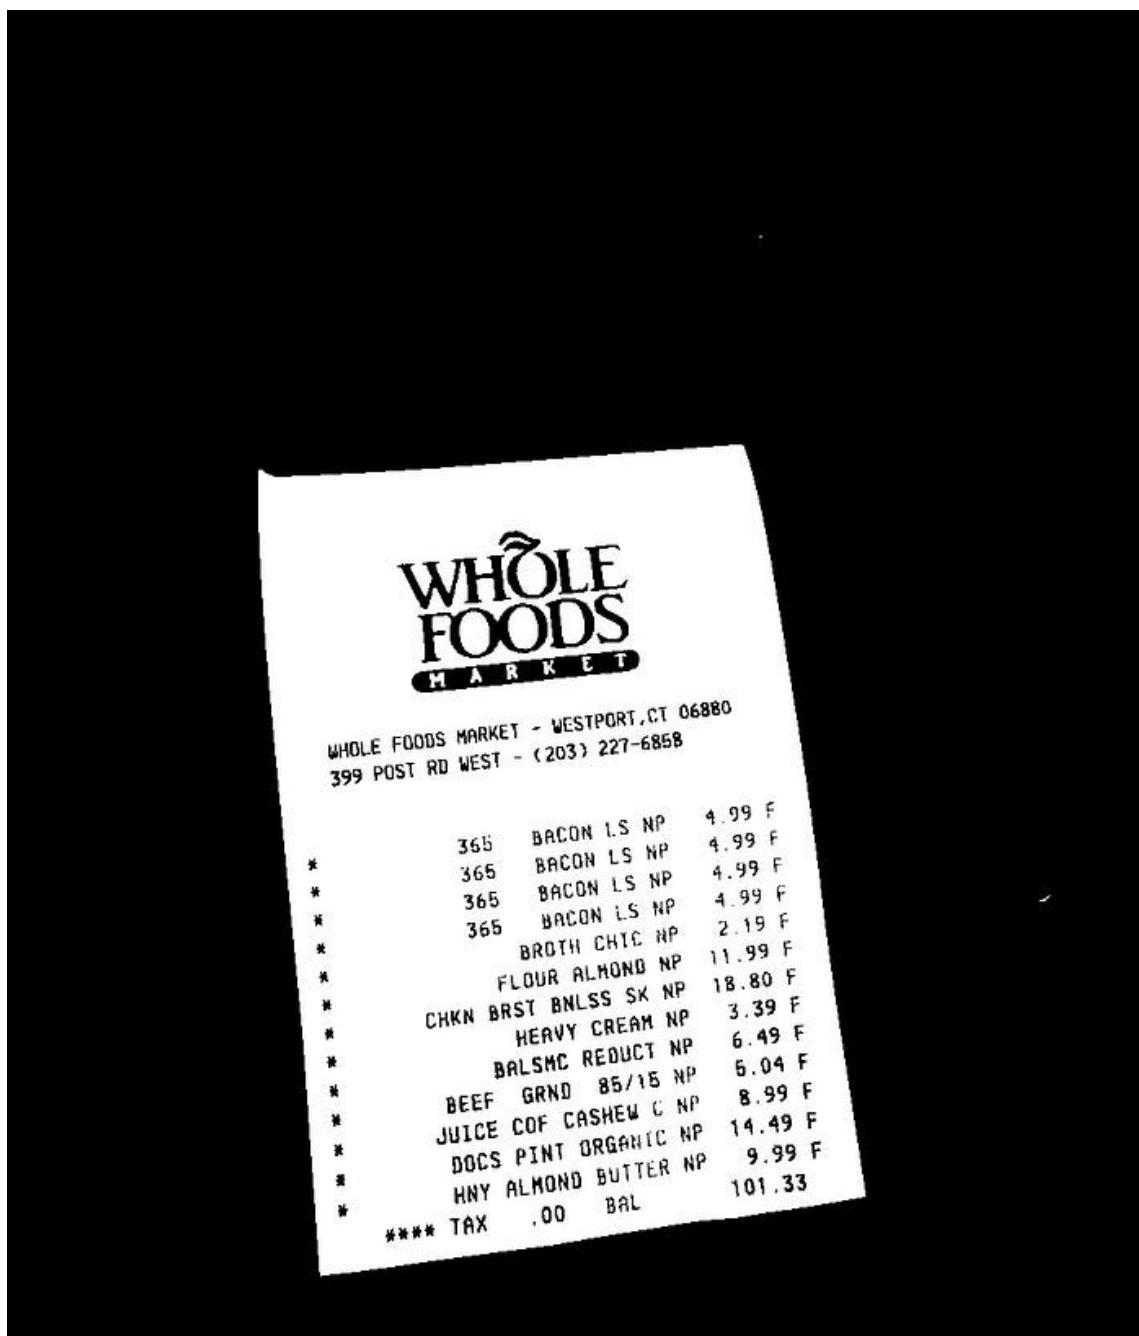 WHOLE
FOODS
MARKET
WHOLE FOODS MARKET - WESTPORT,CT 06880
399 POST RD WEST - (203) 227-6858
365 BACON LS NP 4.99 F
* 365 BACON LS NP 4.99 F
* 365 BACON LS NP 4.99 F
* 365 BACON LS NP 4.99 F
* BROTH CHIC NP 2.19 F
* FLOUR ALMOND NP 11.99 F
* CHKN BRST BNLSS SK NP 18.80 F
* HEAVY CREAM NP 3.39 F
* BALSMC REDUCT NP 6.49 F
* BEEF GRND 85/15 NP 5.04 F
* JUICE COF CASHEW C NP 8.99 F
* DOCS PINT ORGANIC NP 14.49 F
* HNY ALMOND BUTTER NP 9.99 F
* **** TAX .00 BAL 101.33